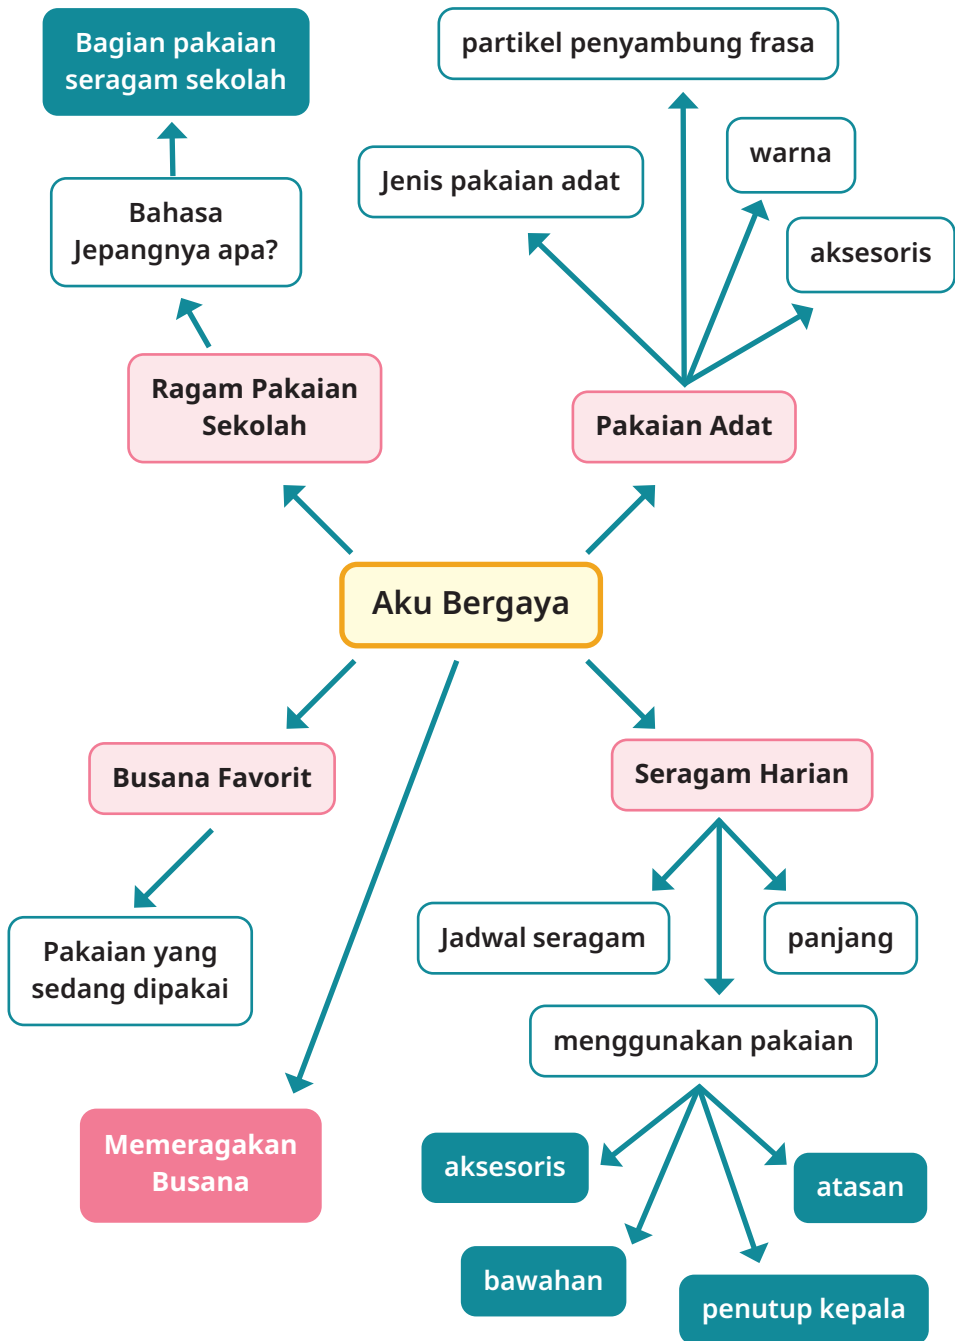 Bagian pakaian
seragam sekolah
partikel penyambung frasa
warna
Jenis pakaian adat
Bahasa
Jepangnya apa?
aksesoris
Ragam Pakaian
Sekolah
Pakaian Adat
Aku Bergaya
Busana Favorit
Seragam Harian
Pakaian yang
sedang dipakai
Jadwal seragam
panjang
menggunakan pakaian
Memeragakan
Busana
aksesoris
atasan
bawahan
penutup kepala